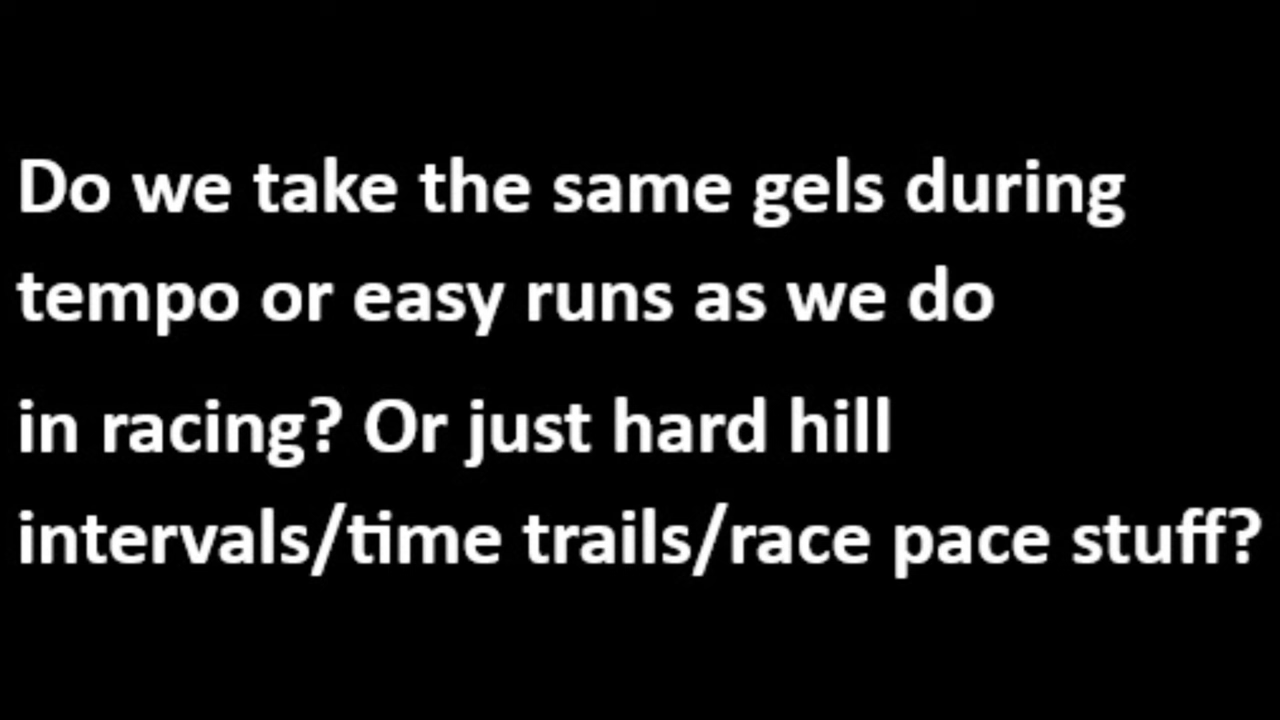 Do we take the same gels during
tempo or easy runs as we do
in racing? Or just hard hill
intervals/time trails/race pace stuff?